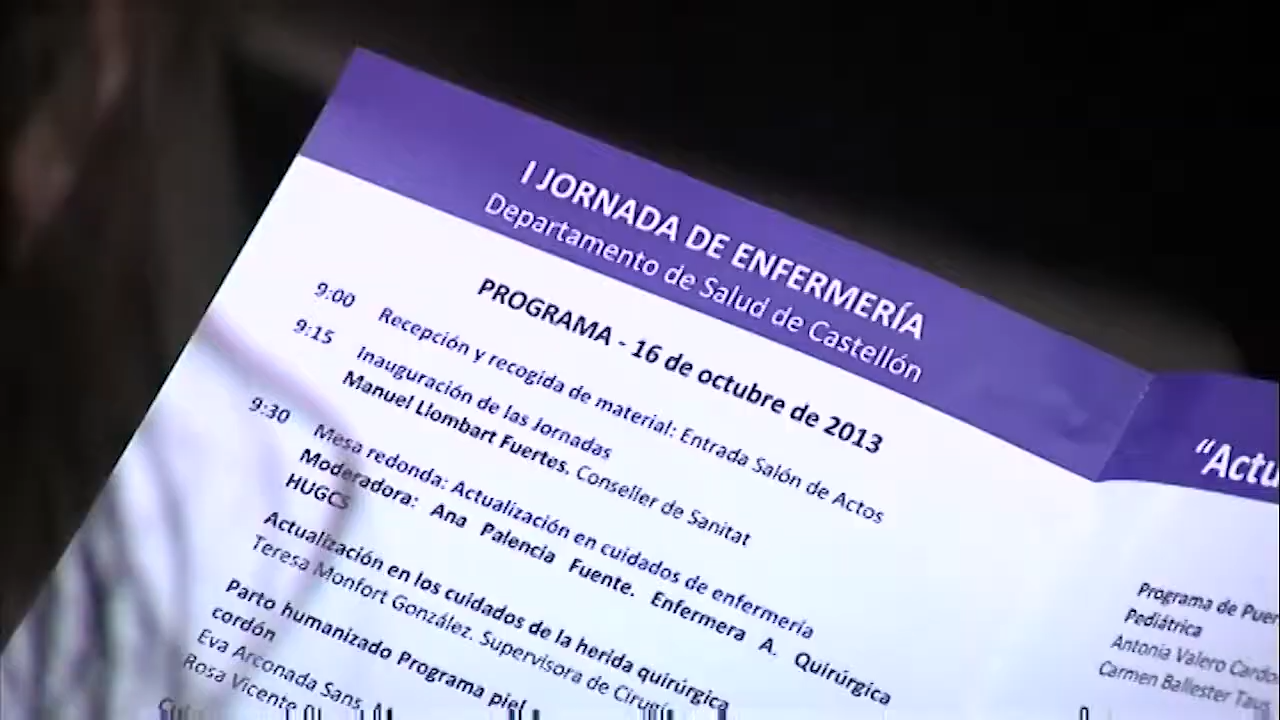 I JORNADA DE ENFERMERÍA
Departamento de Salud de Castellón
PROGRAMA - 16 de octubre de 2013
9:00 Recepción y recogida de material: Entrada Salón de Actos
9:15 Inauguración de las Jornadas
Manuel Llombart Fuertes. Conseller de Sanitat
9:30 Mesa redonda: Actualización en cuidados de enfermería
Moderadora: Ana Palencia Fuente. Enfermera A. Quirúrgica
HUGCS
Actualización en los cuidados de la herida quirúrgica
Teresa Monfort González. Supervisora de Cirugí
Parto humanizado Programa piel
cordón
Eva Arconada Sans
Rosa Vicente
"Actu
Programa de Puer
Pediátrica
Antonia Valero Cardo
Carmen Ballester Taus